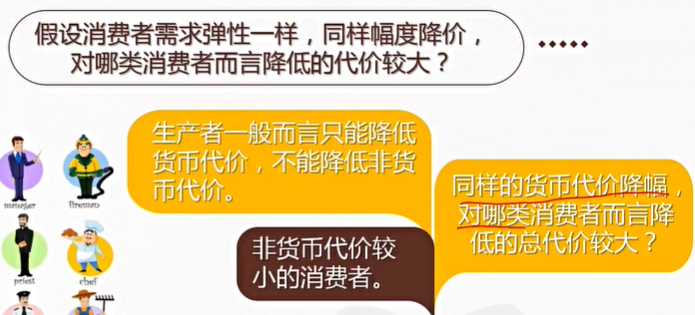 假设消费者需求弹性一样，同样幅度降价，
对哪类消费者而言降低的代价较大？
生产者一般而言只能降低
货币代价，不能降低非货
币代价。
同样的货币代价降幅，
对哪类消费者而言降
低的总代价较大？
非货币代价较
小的消费者。
manager
fireman
priest
chef